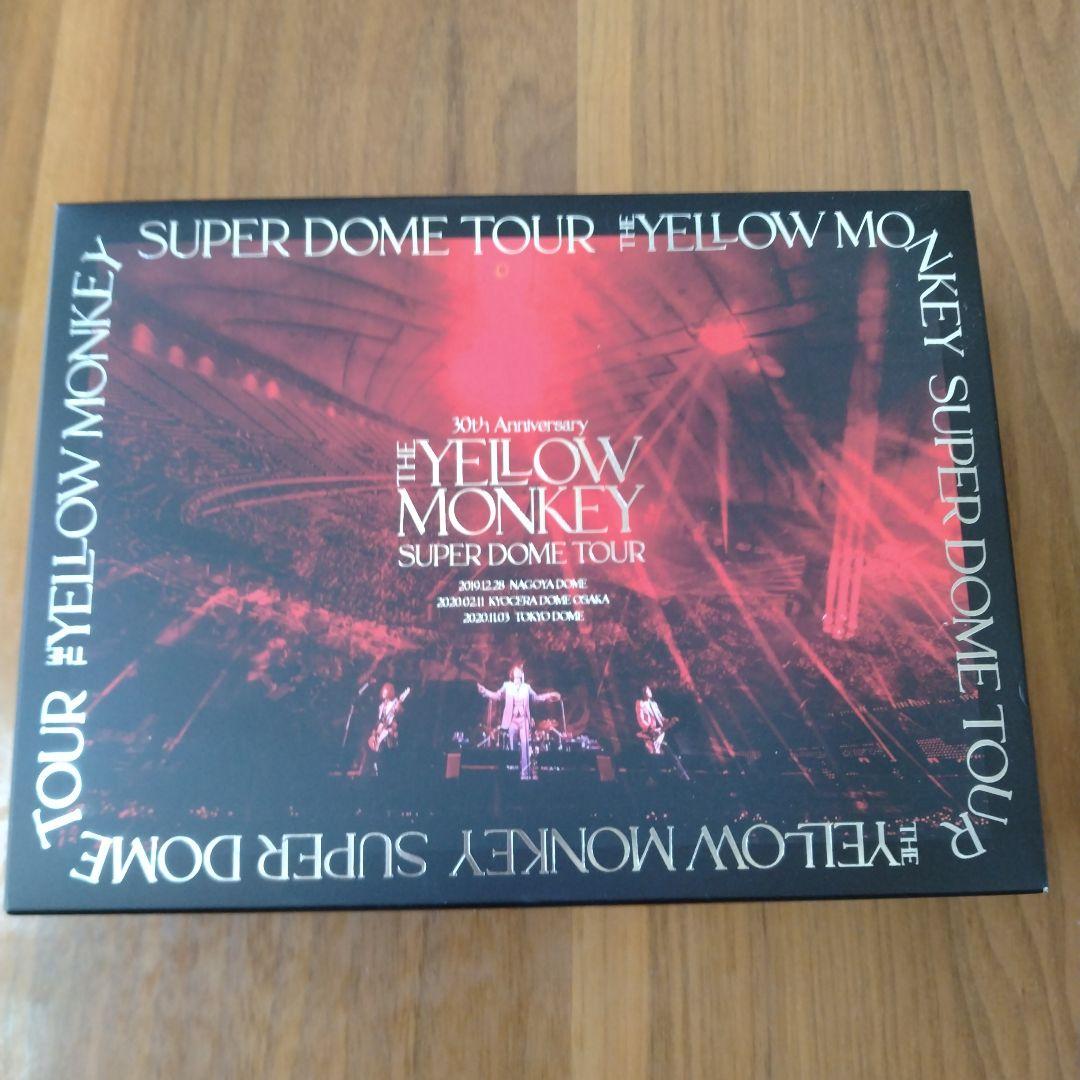 SUPER DOME TOUR THE YELLOW MONKEY SUPER DOME TOUR
THE YELLOW MONKEY SUPER DOME TOUR THE YELLOW MONKEY
30th Anniversary
THE YELLOW
MONKEY
SUPER DOME TOUR
2019.12.28 NAGOYA DOME
2020.02.11 KYOCERA DOME OSAKA
2020.11.03 TOKYO DOME